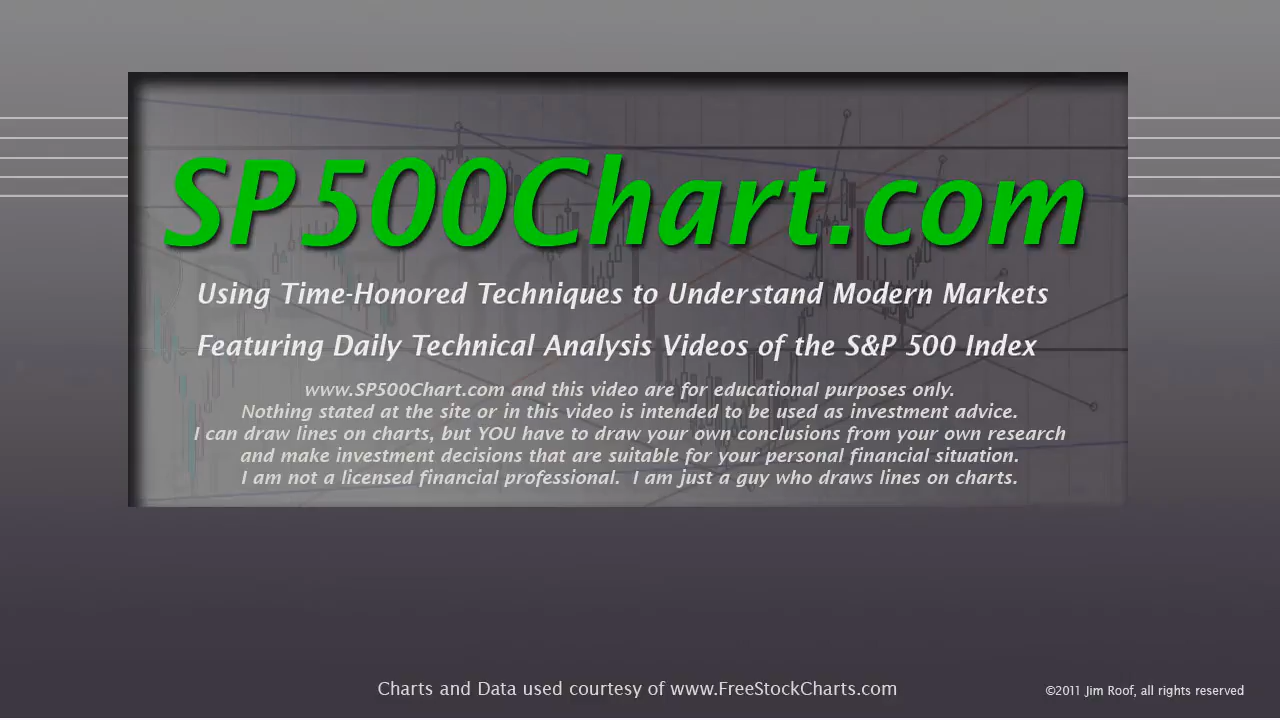 SP500Chart.com
Using Time-Honored Techniques to Understand Modern Markets
Featuring Daily Technical Analysis Videos of the S&P 500 Index
www.SP500Chart.com and this video are for educational purposes only.
Nothing stated at the site or in this video is intended to be used as investment advice.
I can draw lines on charts, but YOU have to draw your own conclusions from your own research
and make investment decisions that are suitable for your personal financial situation.
I am not a licensed financial professional.  I am just a guy who draws lines on charts.
Charts and Data used courtesy of www.FreeStockCharts.com
©2011 Jim Roof, all rights reserved